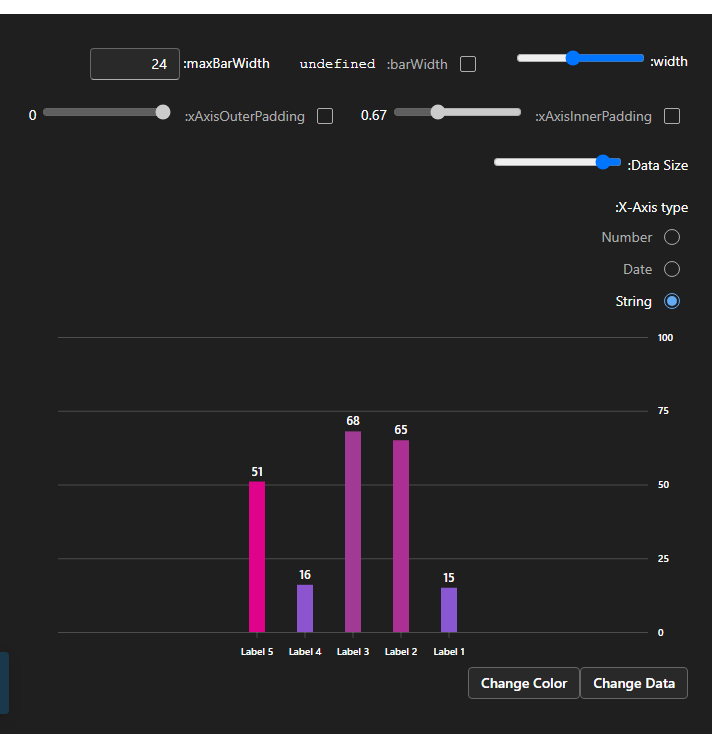 width:
barWidth: undefined
maxBarWidth: 24
xAxisInnerPadding: 0.67
xAxisOuterPadding: 0
Data Size:
X-Axis type:
Number
Date
String
100
75
50
25
0
51
16
68
65
15
Label 5
Label 4
Label 3
Label 2
Label 1
Change Color
Change Data